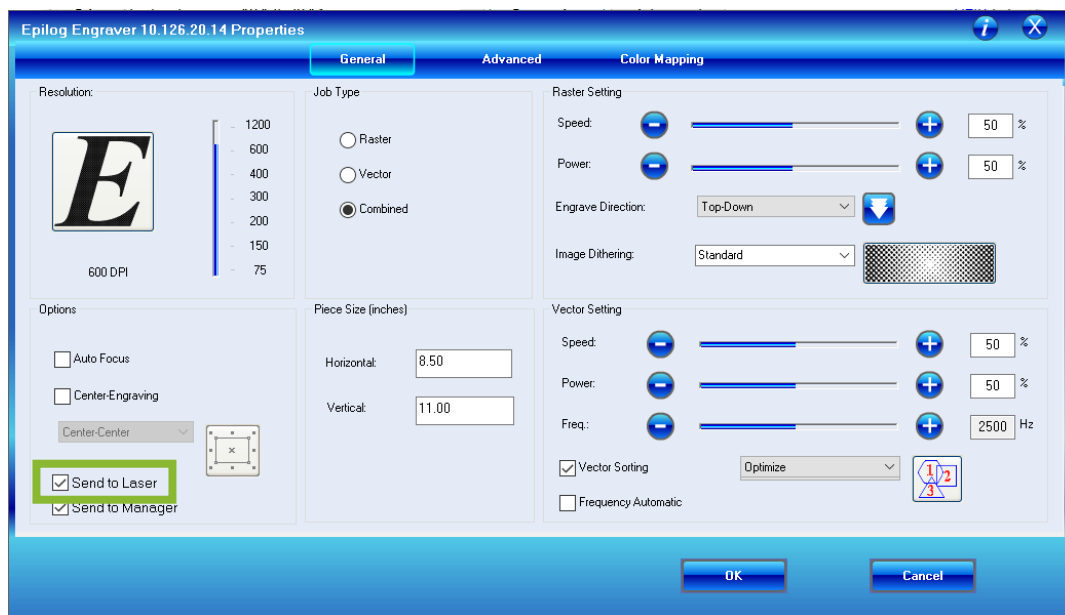 Epilog Engraver 10.126.20.14 Properties
i X
General Advanced Color Mapping
Resolution:
E
1200
600
400
300
200
150
75
600 DPI
Job Type
Raster
Vector
Combined
Raster Setting
Speed: 50 %
Power: 50 %
Engrave Direction: Top-Down
Image Dithering: Standard
Options
Auto Focus
Center-Engraving
Center-Center
Send to Laser
Send to Manager
Piece Size (inches)
Horizontal: 8.50
Vertical: 11.00
Vector Setting
Speed: 50 %
Power: 50 %
Freq.: 2500 Hz
Vector Sorting Optimize
1 2
3
Frequency Automatic
OK Cancel